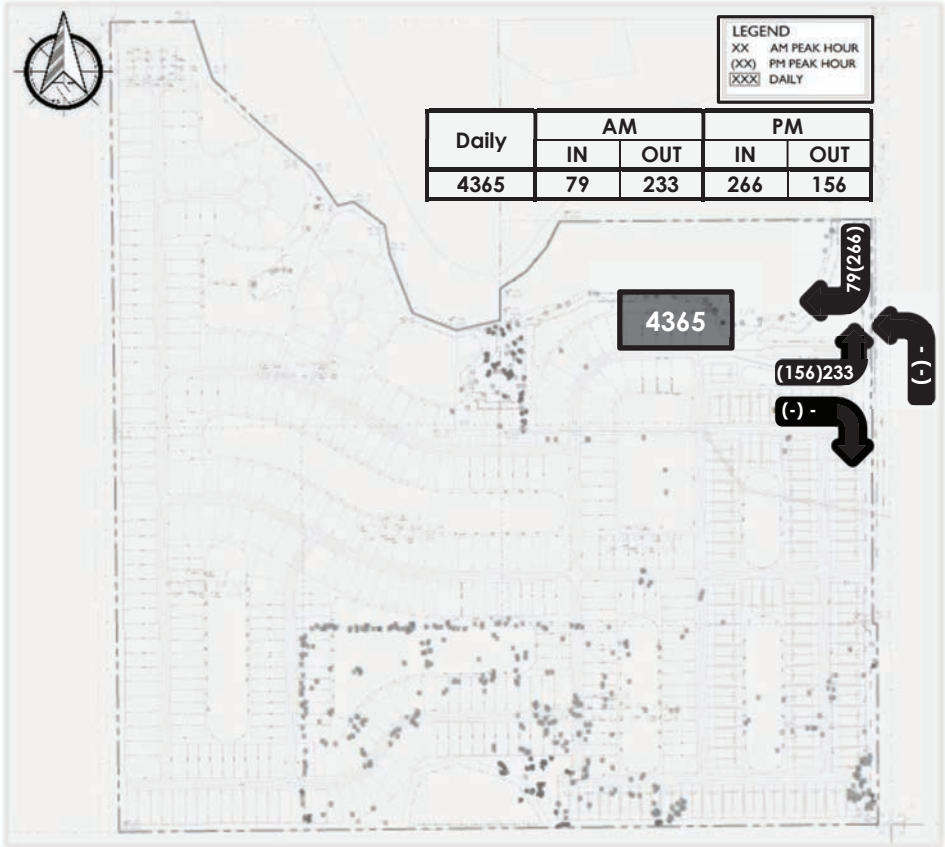 LEGEND
XX AM PEAK HOUR
(XX) PM PEAK HOUR
XXX DAILY
Daily AM PM
IN OUT IN OUT
4365 79 233 266 156
79(266)
4365
(-) -
(156)233
(-) -